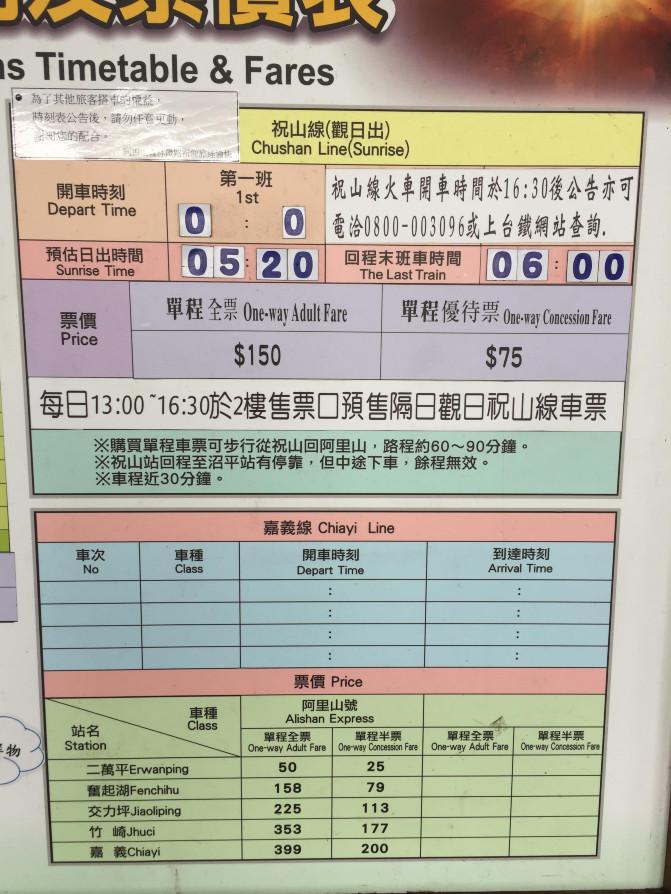 ns Timetable & Fares
為了其他旅客搭車的權益，
時刻表公告後，請勿任意更動，
謝謝您的配合。
祝山線(觀日出)
Chushan Line(Sunrise)
開車時刻
Depart Time
第一班
1st
0 : 0
祝山線火車開車時間於16:30後公告亦可
電洽0800-003096或上台鐵網站查詢.
預估日出時間
Sunrise Time
05:20
回程末班車時間
The Last Train
06:00
票價
Price
單程全票 One-way Adult Fare
單程優待票 One-way Concession Fare
$150
$75
每日13:00~16:30於2樓售票口預售隔日觀日祝山線車票
※購買單程車票可步行從祝山回阿里山，路程約60～90分鐘。
※祝山站回程至沼平站有停靠，但中途下車，餘程無效。
※車程近30分鐘。
嘉義線 Chiayi Line
車次
No
車種
Class
開車時刻
Depart Time
到達時刻
Arrival Time
: :
: :
: :
: :
票價 Price
車種
Class
站名
Station
阿里山號
Alishan Express
單程全票
One-way Adult Fare
單程半票
One-way Concession Fare
單程全票
One-way Adult Fare
單程半票
One-way Concession Fare
二萬平Erwanping 50 25
奮起湖Fenchihu 158 79
交力坪Jiaoliping 225 113
竹 崎Jhuci 353 177
嘉 義Chiayi 399 200
物